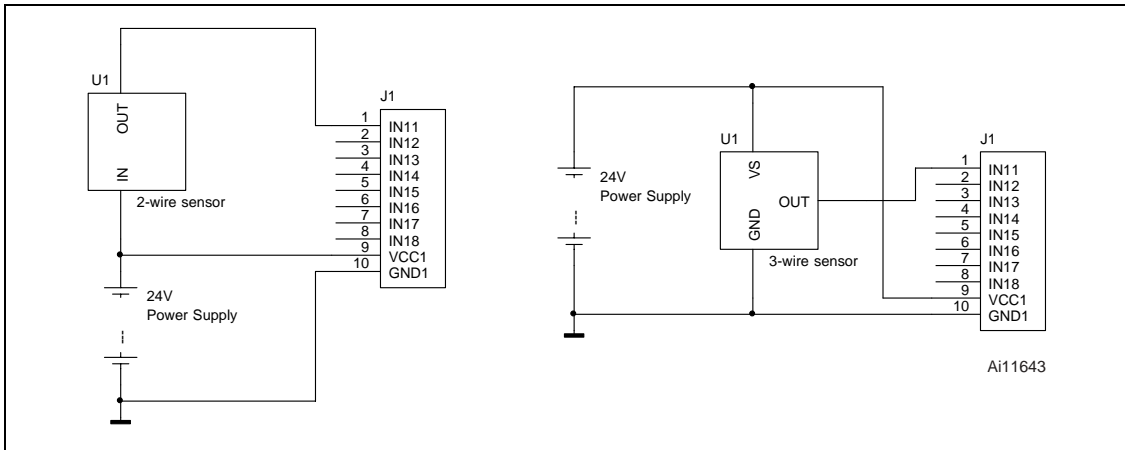 U1
OUT
IN
2-wire sensor
24V
Power Supply
J1
1 IN11
2 IN12
3 IN13
4 IN14
5 IN15
6 IN16
7 IN17
8 IN18
9 VCC1
10 GND1
24V
Power Supply
U1
VS
OUT
GND
3-wire sensor
J1
1 IN11
2 IN12
3 IN13
4 IN14
5 IN15
6 IN16
7 IN17
8 IN18
9 VCC1
10 GND1
Ai11643